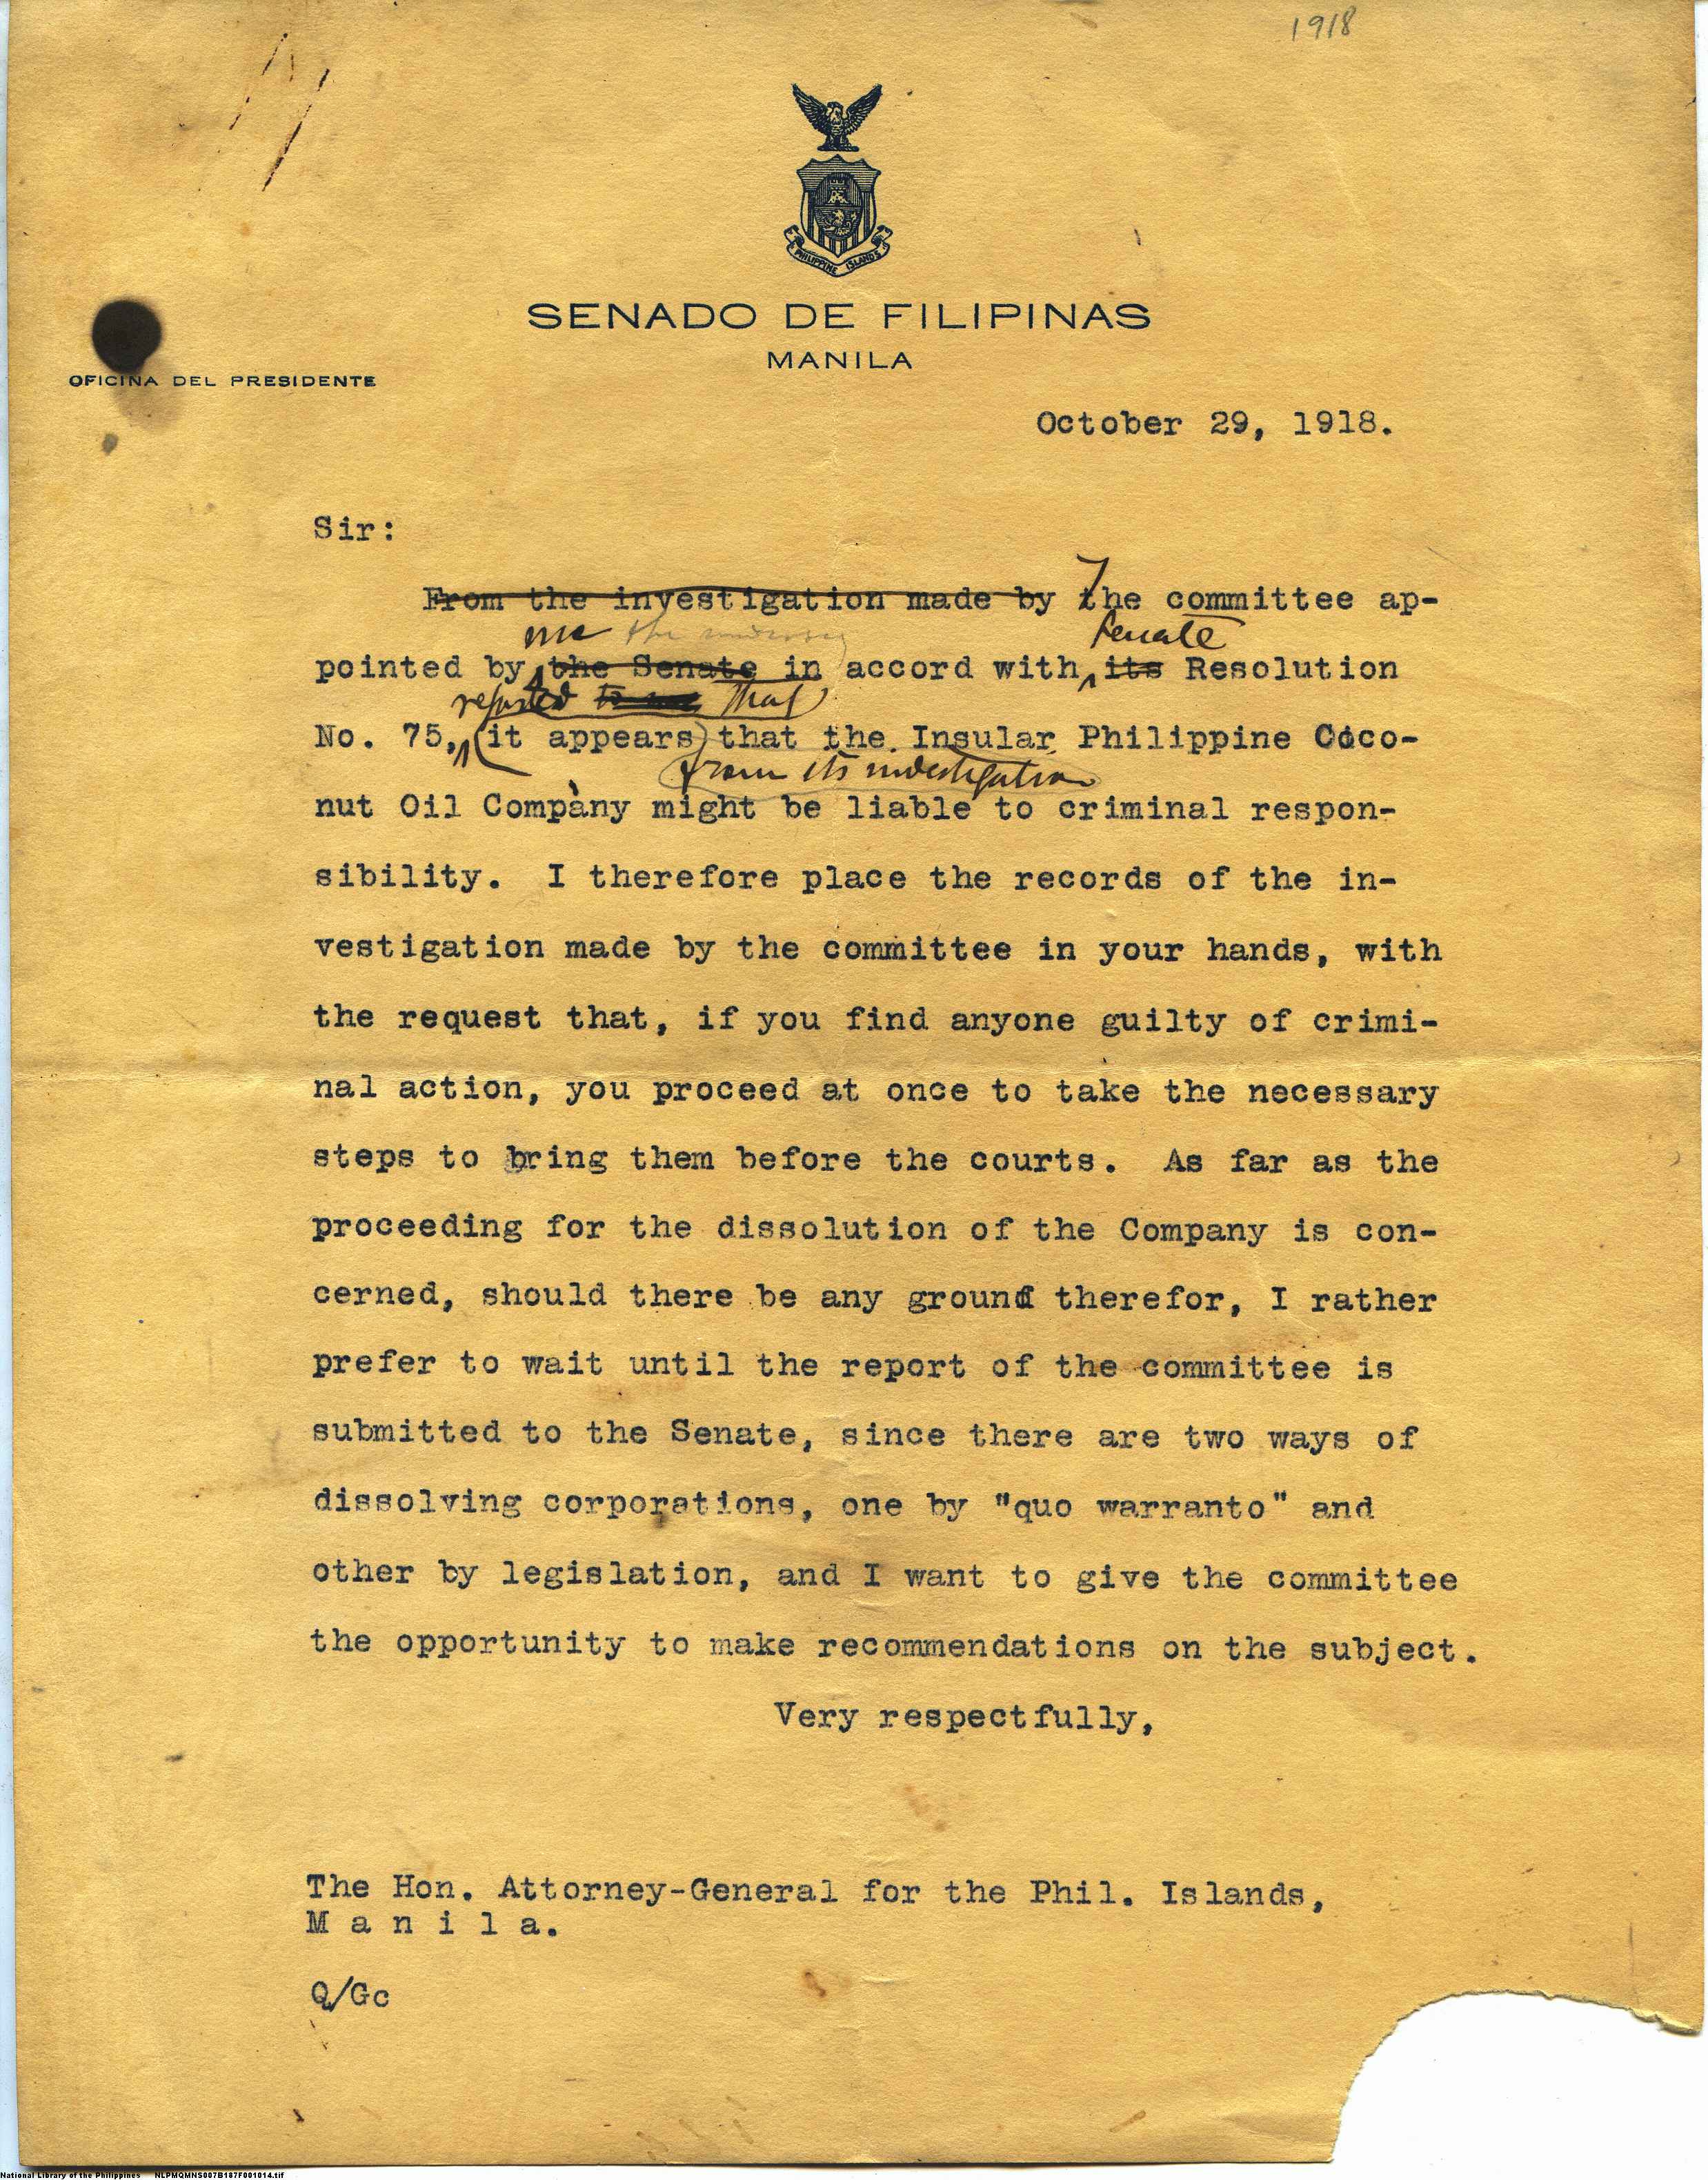 1918
PHILIPPINE ISLANDS
SENADO DE FILIPINAS
MANILA
OFICINA DEL PRESIDENTE
October 29, 1918.
Sir:
From the investigation made by The committee ap-
me the Senate
pointed by the Senate in accord with its Resolution
reported to me that
No. 75, (it appears) that the Insular Philippine Coco-
from its investigation
nut Oil Company might be liable to criminal respon-
sibility. I therefore place the records of the in-
vestigation made by the committee in your hands, with
the request that, if you find anyone guilty of crimi-
nal action, you proceed at once to take the necessary
steps to bring them before the courts. As far as the
proceeding for the dissolution of the Company is con-
cerned, should there be any ground therefor, I rather
prefer to wait until the report of the committee is
submitted to the Senate, since there are two ways of
dissolving corporations, one by "quo warranto" and
other by legislation, and I want to give the committee
the opportunity to make recommendations on the subject.
Very respectfully,
The Hon. Attorney-General for the Phil. Islands,
M a n i l a.
Q/Gc
National Library of the Philippines NLPMQMNS007B187F001014.tif